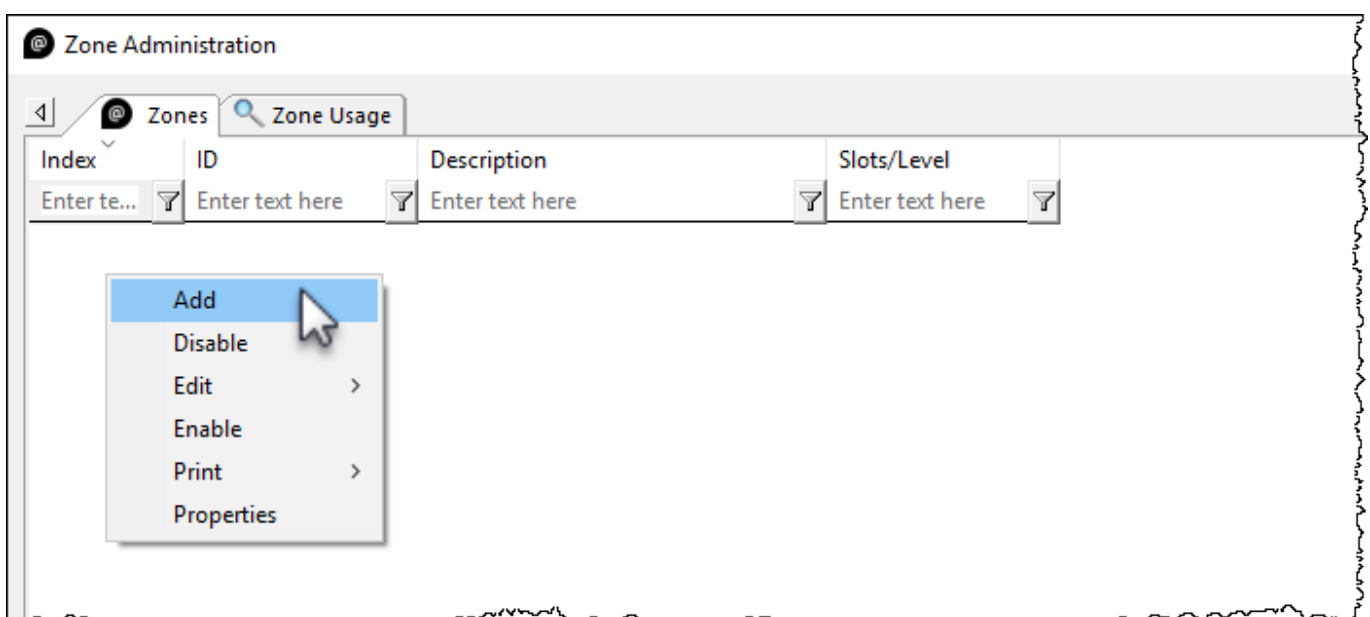 Zone Administration
Zones Zone Usage
Index ID Description Slots/Level
Enter te... Enter text here Enter text here Enter text here
Add
Disable
Edit >
Enable
Print >
Properties